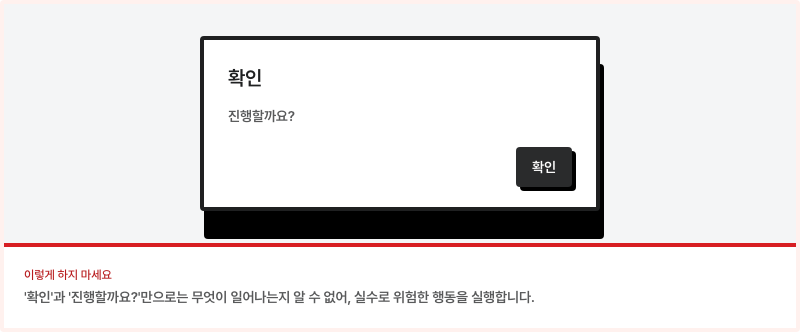 확인
진행할까요?
확인
이렇게 하지 마세요
'확인'과 '진행할까요?'만으로는 무엇이 일어나는지 알 수 없어, 실수로 위험한 행동을 실행합니다.